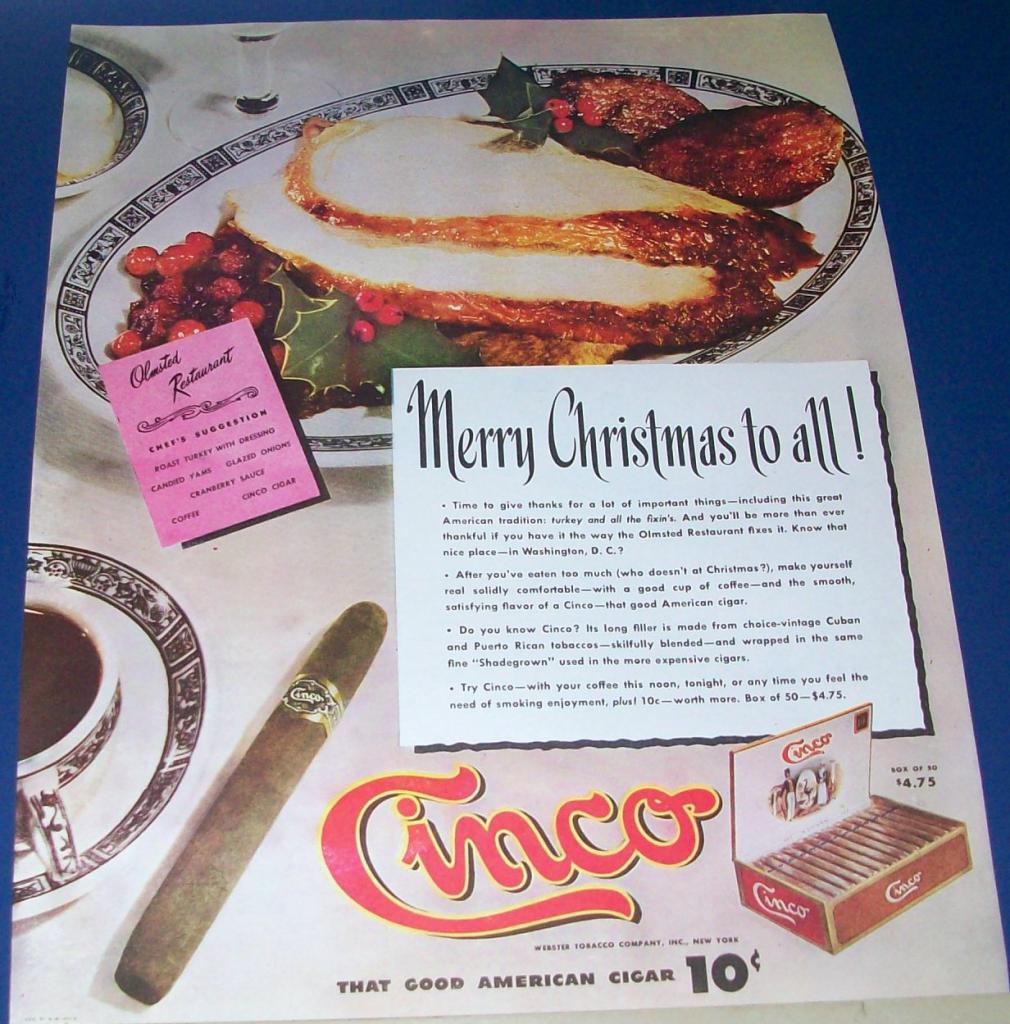 Olmsted
Restaurant
CHEF'S SUGGESTION
ROAST TURKEY WITH DRESSING
CANDIED YAMS GLAZED ONIONS
CRANBERRY SAUCE
COFFEE CINCO CIGAR
Merry Christmas to all!
• Time to give thanks for a lot of important things—including this great
American tradition: turkey and all the fixin's. And you'll be more than ever
thankful if you have it the way the Olmsted Restaurant fixes it. Know that
nice place—in Washington, D. C.?
• After you've eaten too much (who doesn't at Christmas?), make yourself
real solidly comfortable—with a good cup of coffee—and the smooth,
satisfying flavor of a Cinco—that good American cigar.
• Do you know Cinco? Its long filler is made from choice-vintage Cuban
and Puerto Rican tobaccos—skilfully blended—and wrapped in the same
fine "Shadegrown" used in the more expensive cigars.
• Try Cinco—with your coffee this noon, tonight, or any time you feel the
need of smoking enjoyment, plus! 10c—worth more. Box of 50—$4.75.
Cinco
Cinco
Cinco
BOX OF 50
$4.75
Cinco
Cinco
WEBSTER TOBACCO COMPANY, INC., NEW YORK
THAT GOOD AMERICAN CIGAR 10¢